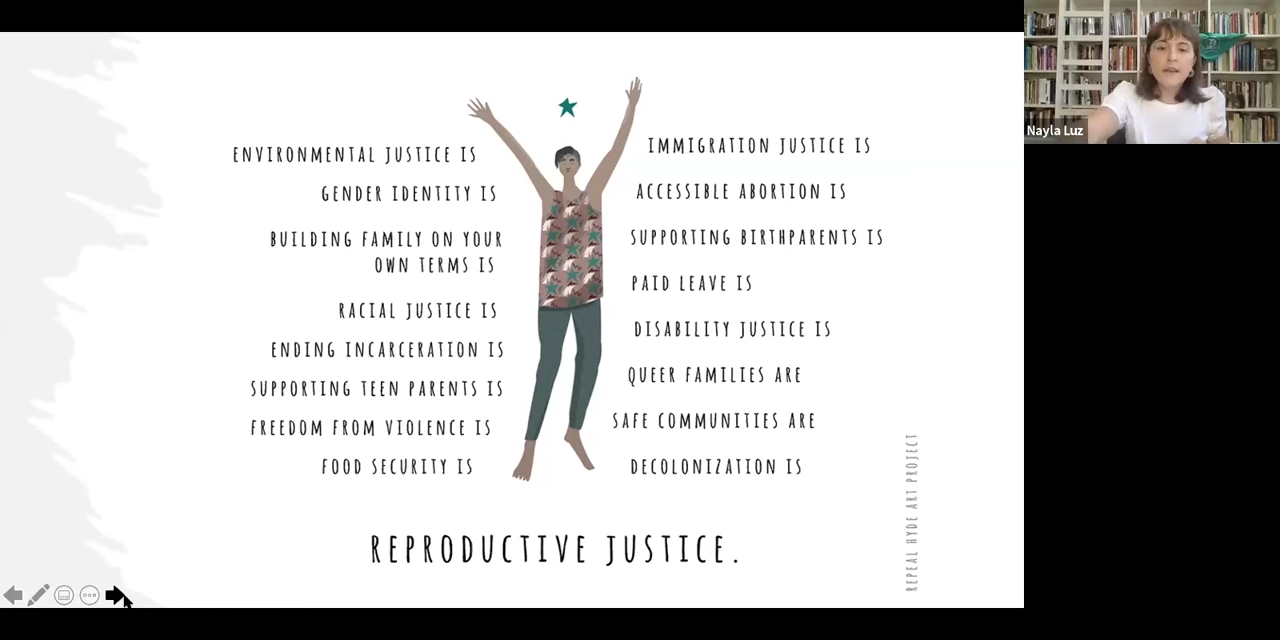 ENVIRONMENTAL JUSTICE IS
GENDER IDENTITY IS
BUILDING FAMILY ON YOUR
OWN TERMS IS
RACIAL JUSTICE IS
ENDING INCARCERATION IS
SUPPORTING TEEN PARENTS IS
FREEDOM FROM VIOLENCE IS
FOOD SECURITY IS
IMMIGRATION JUSTICE IS
ACCESSIBLE ABORTION IS
SUPPORTING BIRTHPARENTS IS
PAID LEAVE IS
DISABILITY JUSTICE IS
QUEER FAMILIES ARE
SAFE COMMUNITIES ARE
DECOLONIZATION IS
REPRODUCTIVE JUSTICE.
REPEAL HYDE ART PROJECT
Nayla Luz